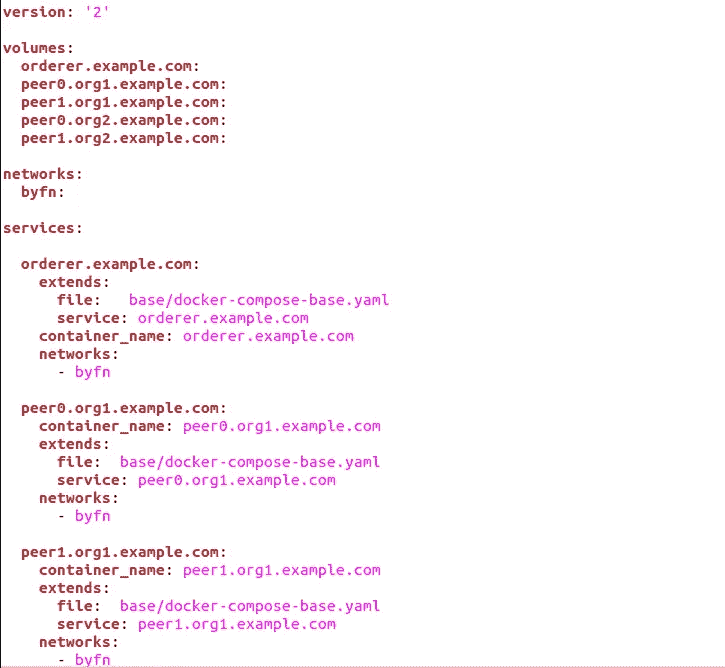 version: '2'

volumes:
  orderer.example.com:
  peer0.org1.example.com:
  peer1.org1.example.com:
  peer0.org2.example.com:
  peer1.org2.example.com:

networks:
  byfn:

services:

  orderer.example.com:
    extends:
      file:   base/docker-compose-base.yaml
      service: orderer.example.com
    container_name: orderer.example.com
    networks:
      - byfn

  peer0.org1.example.com:
    container_name: peer0.org1.example.com
    extends:
      file:  base/docker-compose-base.yaml
      service: peer0.org1.example.com
    networks:
      - byfn

  peer1.org1.example.com:
    container_name: peer1.org1.example.com
    extends:
      file:  base/docker-compose-base.yaml
      service: peer1.org1.example.com
    networks:
      - byfn